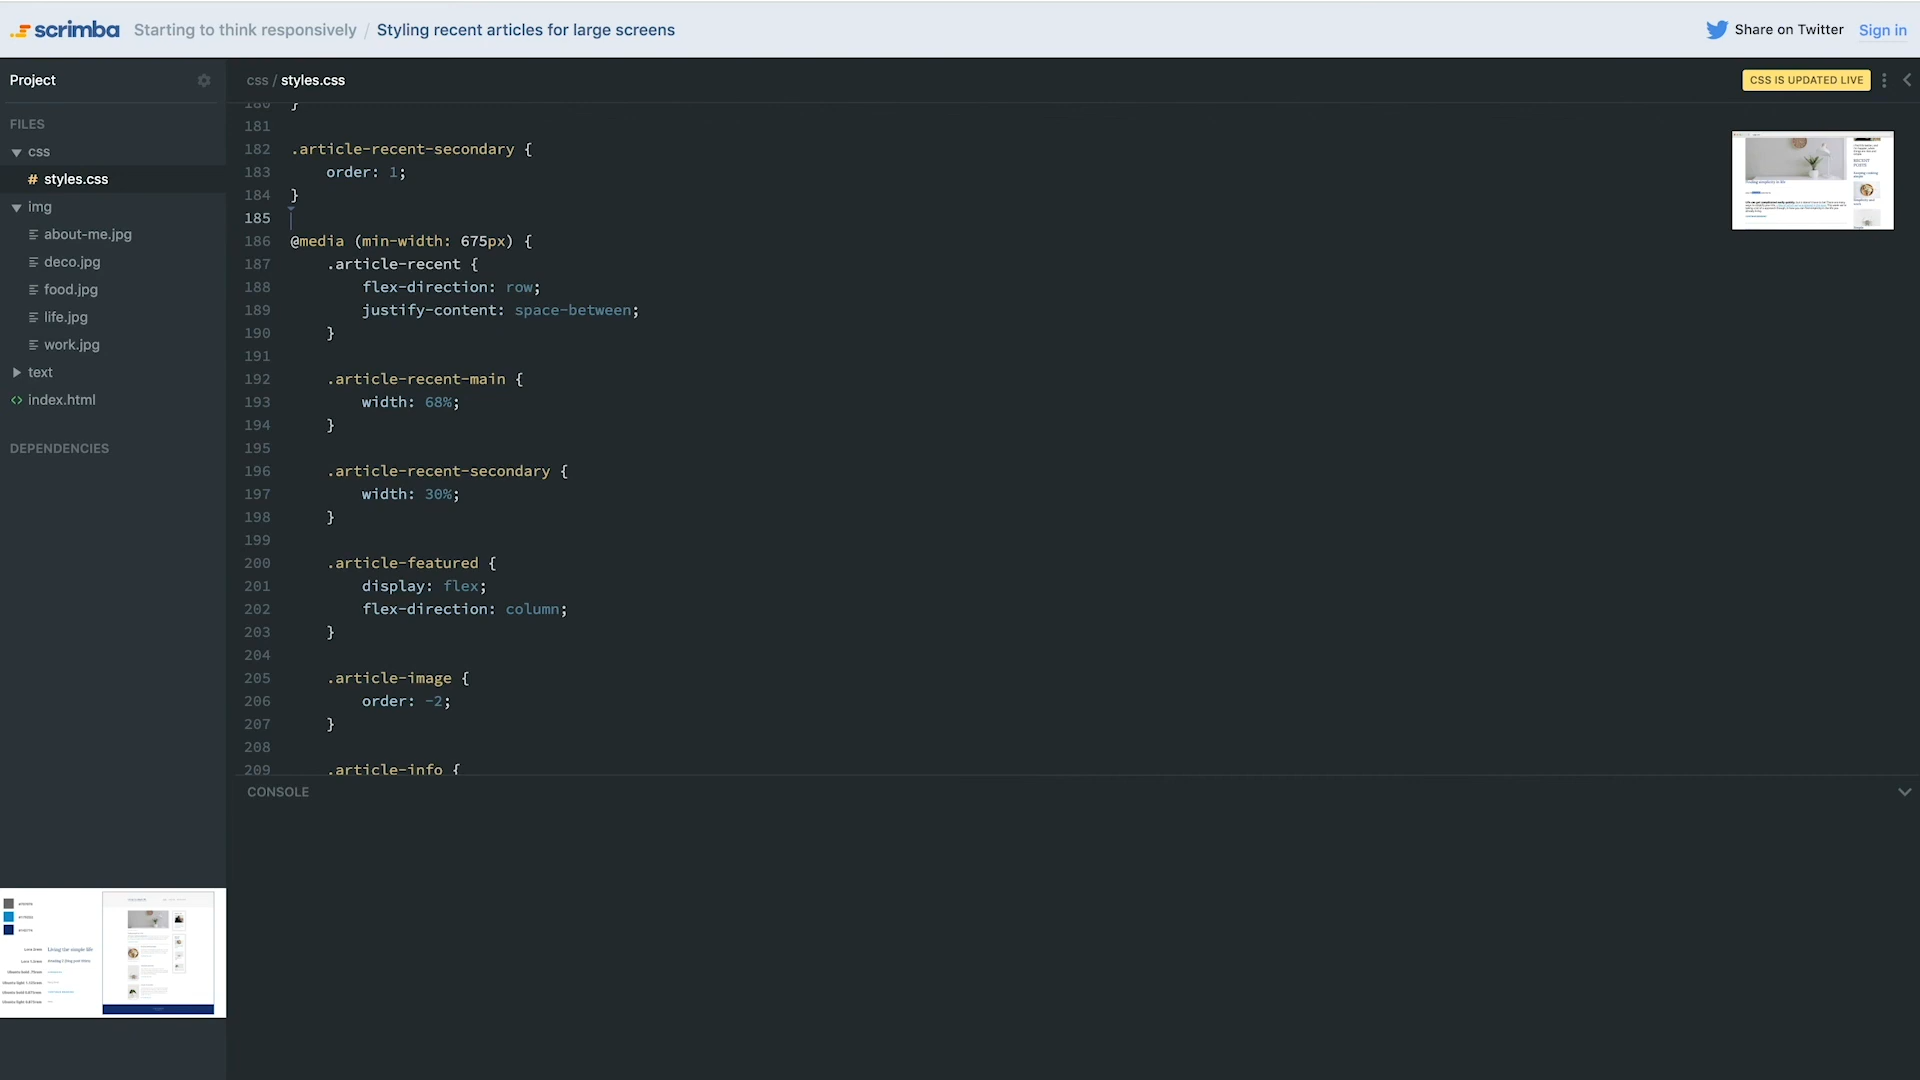 scrimba Starting to think responsively / Styling recent articles for large screens Share on Twitter Sign in
Project
css / styles.css CSS IS UPDATED LIVE
FILES
css
# styles.css
img
about-me.jpg
deco.jpg
food.jpg
life.jpg
work.jpg
text
index.html
DEPENDENCIES
180 }
181
182 .article-recent-secondary {
183 order: 1;
184 }
185
186 @media (min-width: 675px) {
187 .article-recent {
188 flex-direction: row;
189 justify-content: space-between;
190 }
191
192 .article-recent-main {
193 width: 68%;
194 }
195
196 .article-recent-secondary {
197 width: 30%;
198 }
199
200 .article-featured {
201 display: flex;
202 flex-direction: column;
203 }
204
205 .article-image {
206 order: -2;
207 }
208
209 .article-info {
CONSOLE
RECENT
POSTS
Living the simple life